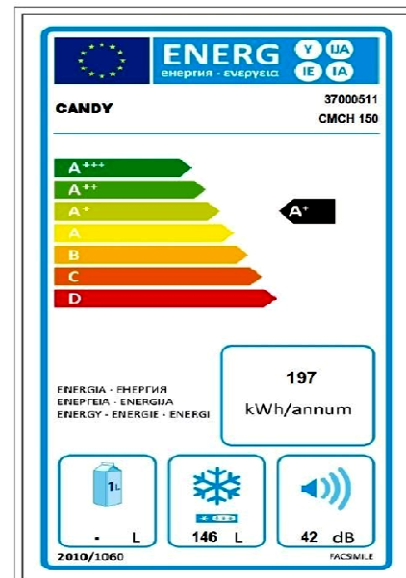 ENERG Y IJA
енергия · ενεργεια IE IA
CANDY
37000511
CMCH 150
A+++
A++
A+
A+
A
B
C
D
197
kWh/annum
ENERGIA · ЕНЕРГИЯ
ΕΝΕΡΓΕΙΑ · ENERGIJA
ENERGY · ENERGIE · ENERGI
1L
- L
146 L
42 dB
2010/1060
FACSIMILE